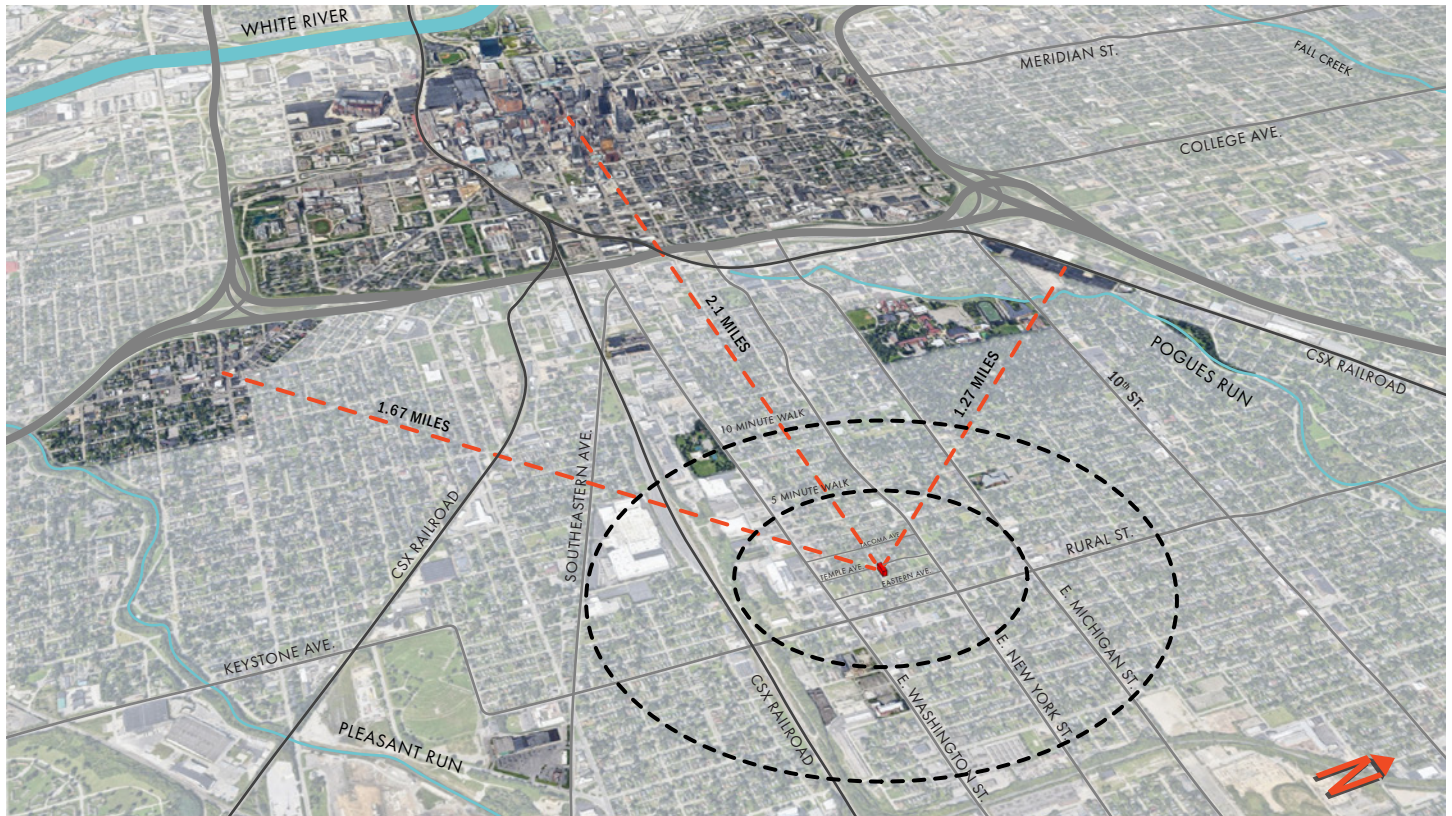 WHITE RIVER
MERIDIAN ST.
FALL CREEK
COLLEGE AVE.
2.1 MILES
1.27 MILES
10th ST.
POGUES RUN
CSX RAILROAD
1.67 MILES
10 MINUTE WALK
SOUTHEASTERN AVE.
5 MINUTE WALK
CSX RAILROAD
TACOMA AVE.
TEMPLE AVE.
EASTERN AVE.
RURAL ST.
E. MICHIGAN ST.
KEYSTONE AVE.
E. NEW YORK ST.
E. WASHINGTON ST.
CSX RAILROAD
PLEASANT RUN
N